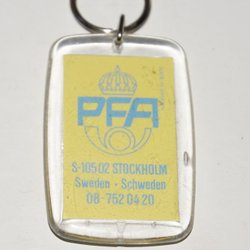 PFA
S-105 02 STOCKHOLM
Sweden - Schweden
08-752 04 20